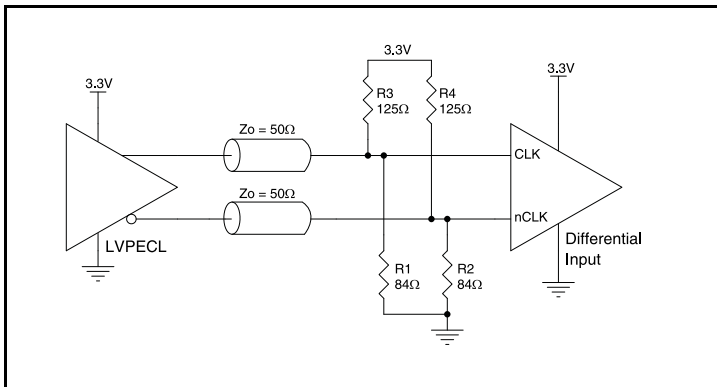 3.3V
3.3V
R3
125Ω
R4
125Ω
3.3V
Zo = 50Ω
CLK
Zo = 50Ω
nCLK
LVPECL
Differential
Input
R1
84Ω
R2
84Ω